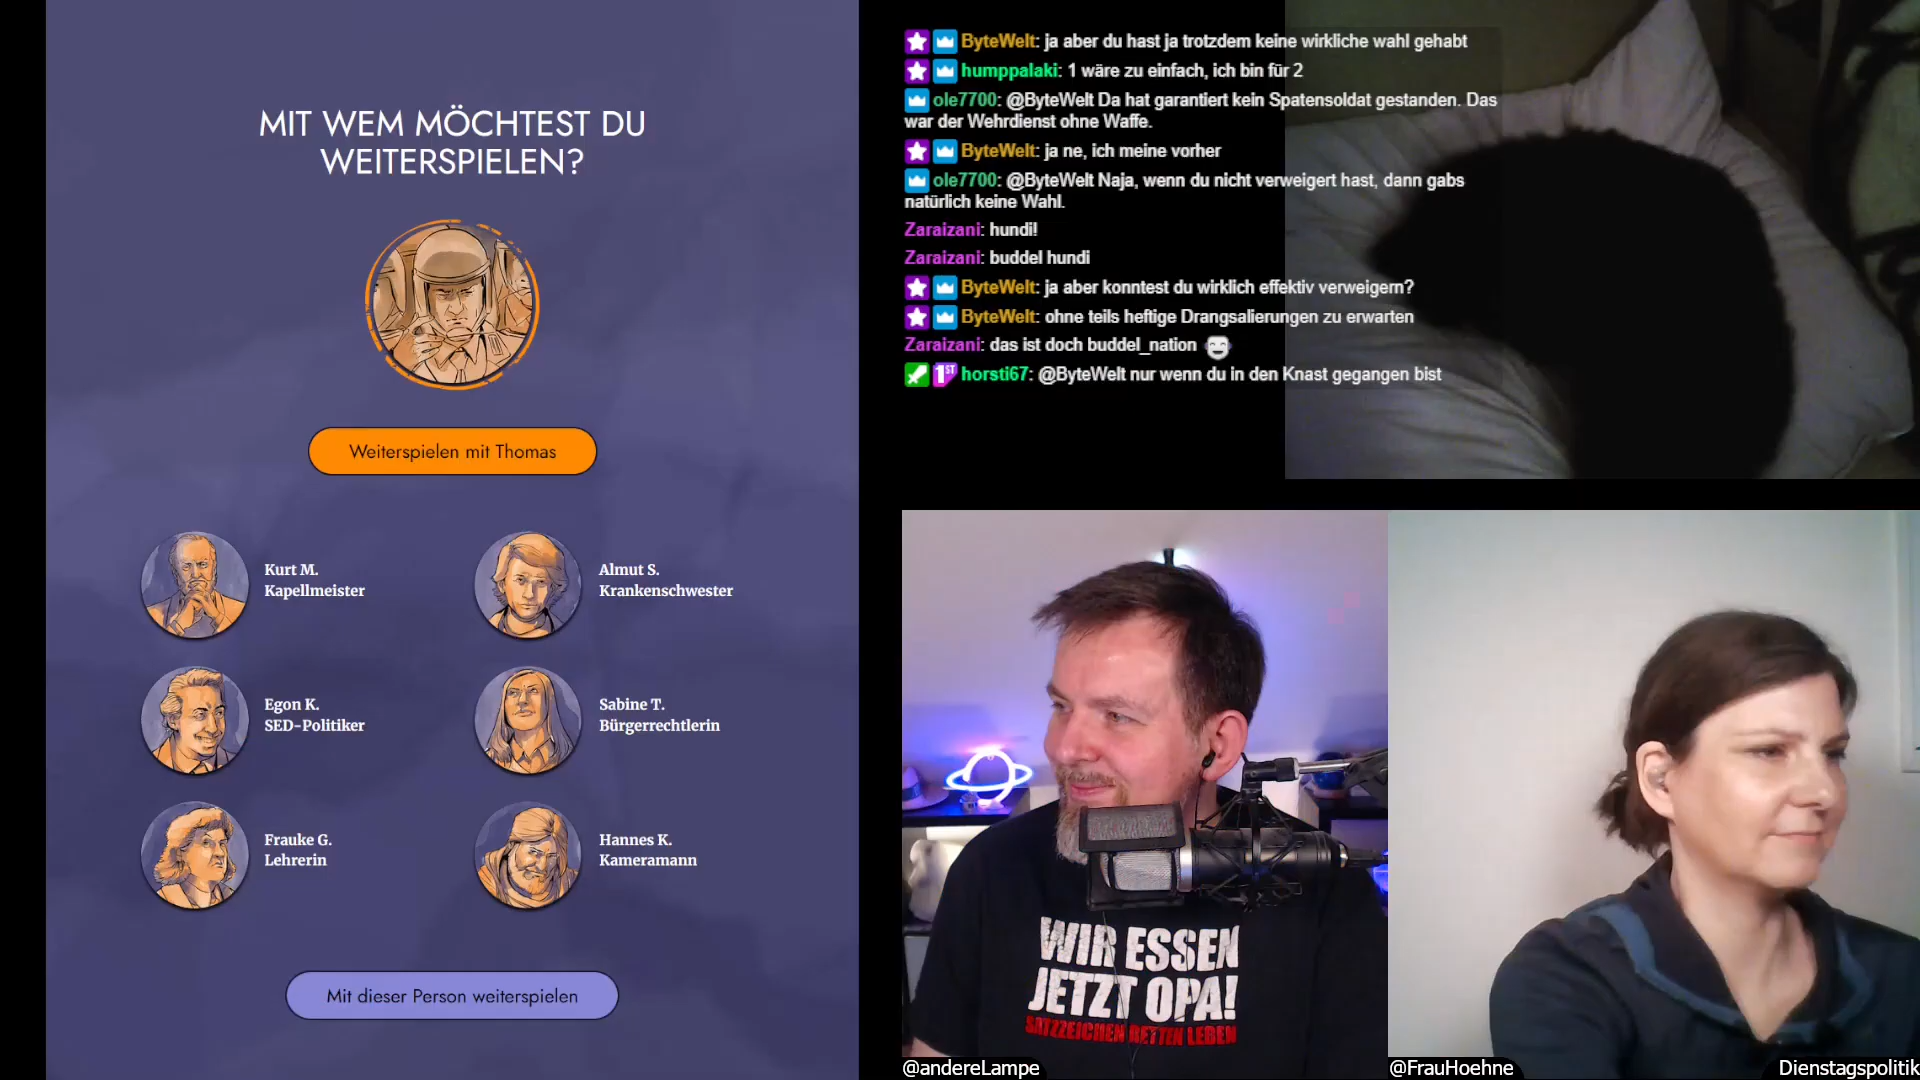 MIT WEM MÖCHTEST DU
WEITERSPIELEN?
Weiterspielen mit Thomas
Kurt M.
Kapellmeister
Almut S.
Krankenschwester
Egon K.
SED-Politiker
Sabine T.
Bürgerrechtlerin
Frauke G.
Lehrerin
Hannes K.
Kameramann
Mit dieser Person weiterspielen
ByteWelt: ja aber du hast ja trotzdem keine wirkliche wahl gehabt
humppalaki: 1 wäre zu einfach, ich bin für 2
ole7700: @ByteWelt Da hat garantiert kein Spatensoldat gestanden. Das
war der Wehrdienst ohne Waffe.
ByteWelt: ja ne, ich meine vorher
ole7700: @ByteWelt Naja, wenn du nicht verweigert hast, dann gabs
natürlich keine Wahl.
Zaraizani: hundi!
Zaraizani: buddel hundi
ByteWelt: ja aber konntest du wirklich effektiv verweigern?
ByteWelt: ohne teils heftige Drangsalierungen zu erwarten
Zaraizani: das ist doch buddel_nation
1ST horsti67: @ByteWelt nur wenn du in den Knast gegangen bist
WIR ESSEN
JETZT OPA!
SATZZEICHEN RETTEN LEBEN
@andereLampe
@FrauHoehne
Dienstagspolitik